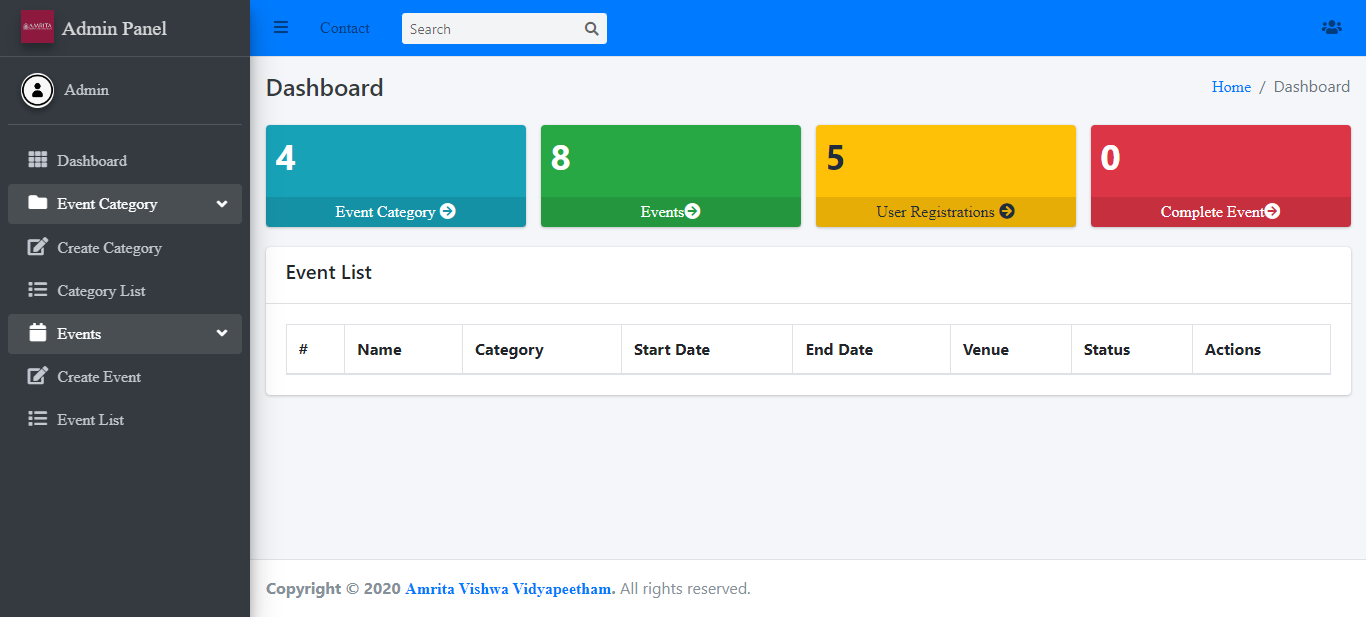 AMRITA
Admin Panel
Contact
Search
Admin
Dashboard
Home / Dashboard
4
8
5
0
Event Category
Events
User Registrations
Complete Event
Dashboard
Event Category
Create Category
Category List
Events
Create Event
Event List
Event List
# Name Category Start Date End Date Venue Status Actions
Copyright © 2020 Amrita Vishwa Vidyapeetham. All rights reserved.